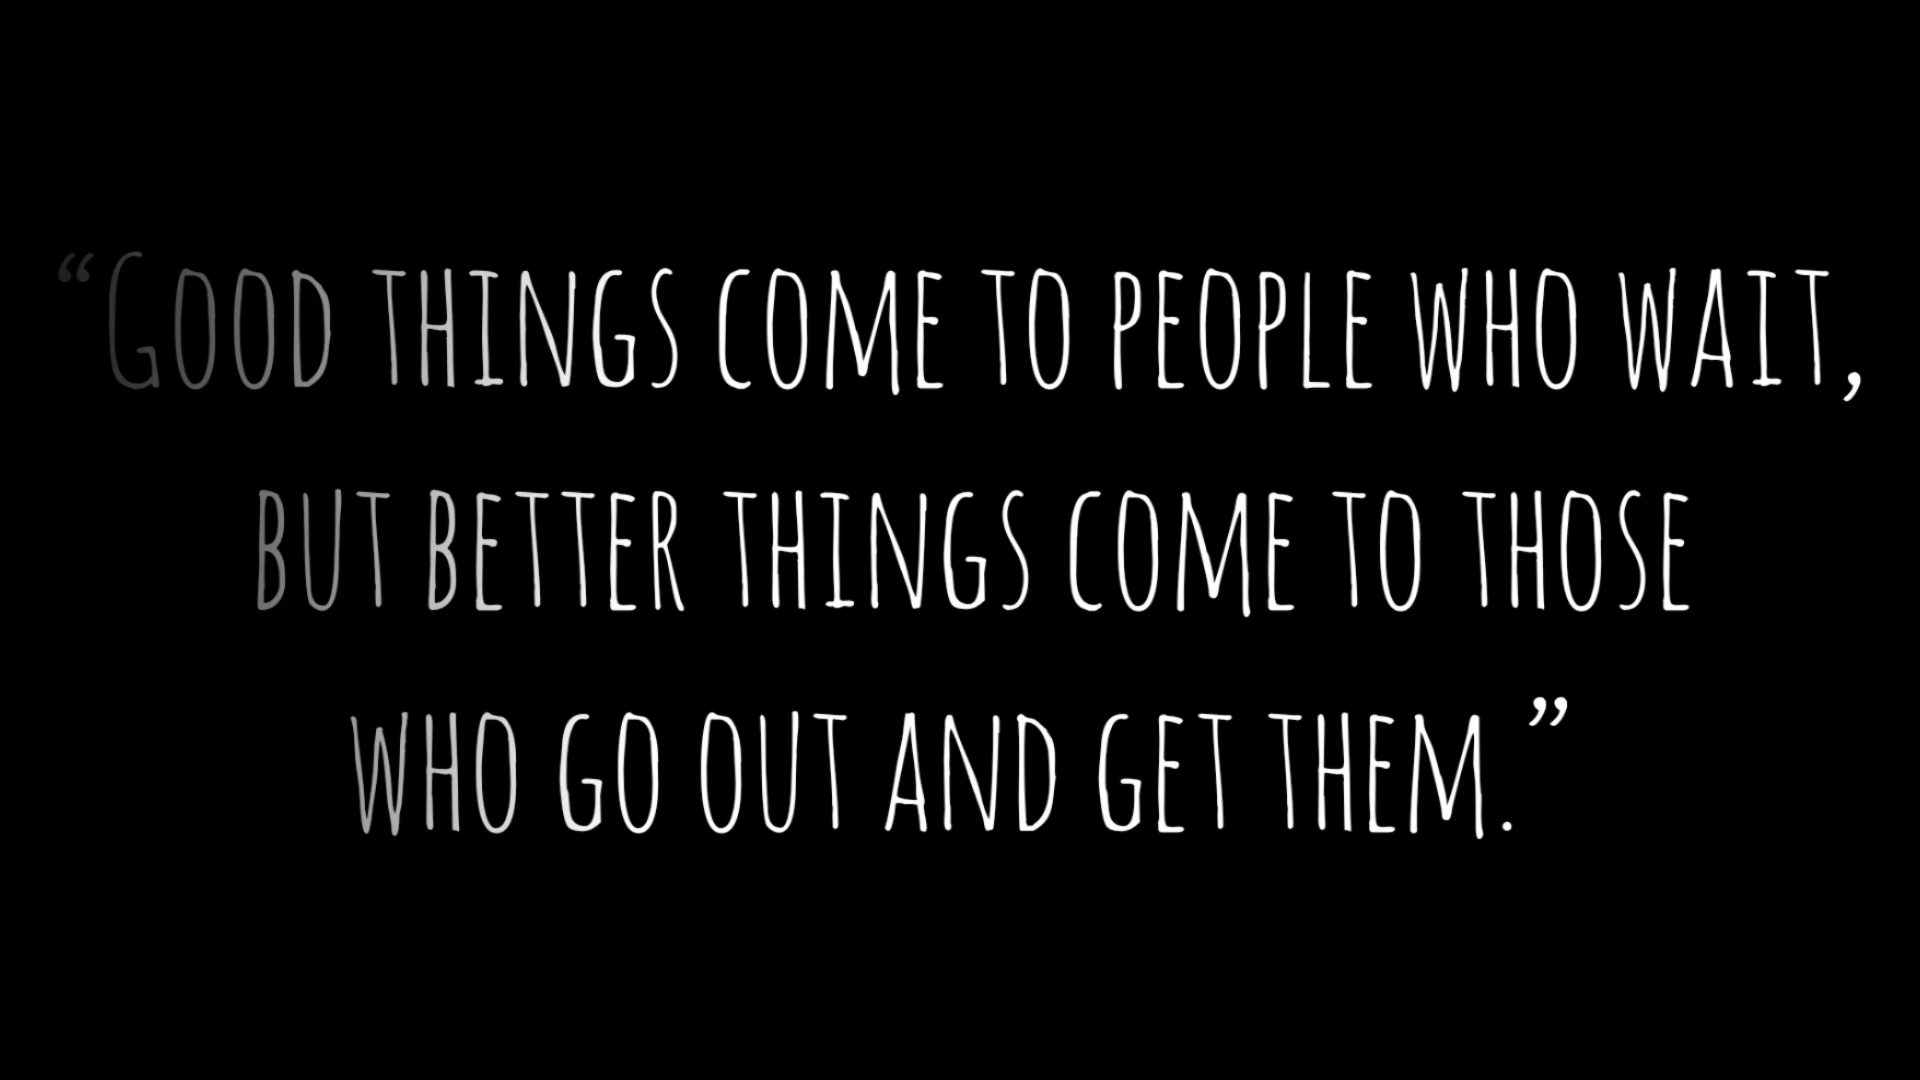 “Good things come to people who wait,
but better things come to those
who go out and get them.”